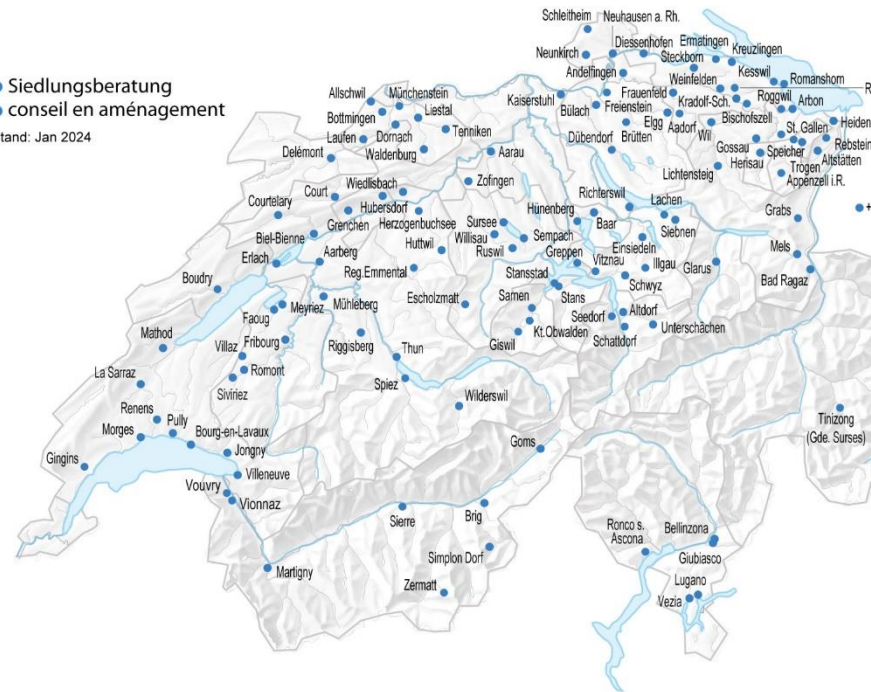 Siedlungsberatung
conseil en aménagement
tand: Jan 2024
Schleitheim
Neuhausen a. Rh.
Neunkirch
Diessenhofen
Ermatingen
Steckborn
Kreuzlingen
Andelfingen
Weinfelden
Kesswil
Romanshorn
R
Allschwil
Münchenstein
Kaiserstuhl
Bülach
Freienstein
Frauenfeld
Kradolf-Sch.
Roggwil
Arbon
Bottmingen
Liestal
Elgg
Aadorf
Bischofszell
Heiden
Laufen
Dornach
Tenniken
Dübendorf
Brütten
Wil
St. Gallen
Rebstein
Delémont
Waldenburg
Aarau
Gossau
Speicher
Altstätten
Herisau
Trogen
Lichtensteig
Appenzell i.R.
Court
Wiedlisbach
Zofingen
Richterswil
Lachen
Courtelary
Hubersdorf
Hünenberg
Grabs
+
Grenchen
Herzogenbuchsee
Sursee
Baar
Siebnen
Biel-Bienne
Willisau
Sempach
Einsiedeln
Huttwil
Ruswil
Greppen
Vitznau
Mels
Erlach
Aarberg
Illgau
Glarus
Reg.Emmental
Stansstad
Schwyz
Bad Ragaz
Boudry
Meyriez
Mühleberg
Escholzmatt
Sarnen
Stans
Faoug
Seedorf
Altdorf
Mathod
Fribourg
Riggisberg
Kt.Obwalden
Unterschächen
Villaz
Giswil
Schattdorf
Thun
La Sarraz
Romont
Siviriez
Spiez
Wilderswil
Renens
Pully
Tinizong
(Gde. Surses)
Morges
Bourg-en-Lavaux
Goms
Jongny
Gingins
Villeneuve
Vouvry
Vionnaz
Sierre
Brig
Ronco s.
Ascona
Bellinzona
Simplon Dorf
Giubiasco
Martigny
Zermatt
Lugano
Vezia